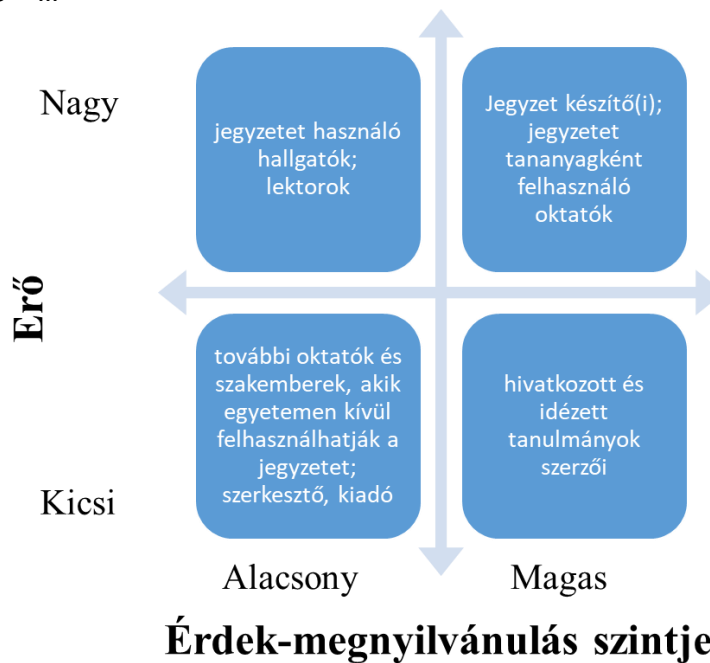 Nagy
jegyzetet használó
hallgatók;
lektorok
Jegyzet készítő(i);
jegyzetet
tananyagként
felhasználó
oktatók
Erő
további oktatók és
szakemberek, akik
egyetemen kívül
felhasználhatják a
jegyzetet;
szerkesztő, kiadó
hivatkozott és
idézett
tanulmányok
szerzői
Kicsi
Alacsony
Magas
Érdek-megnyilvánulás szintje